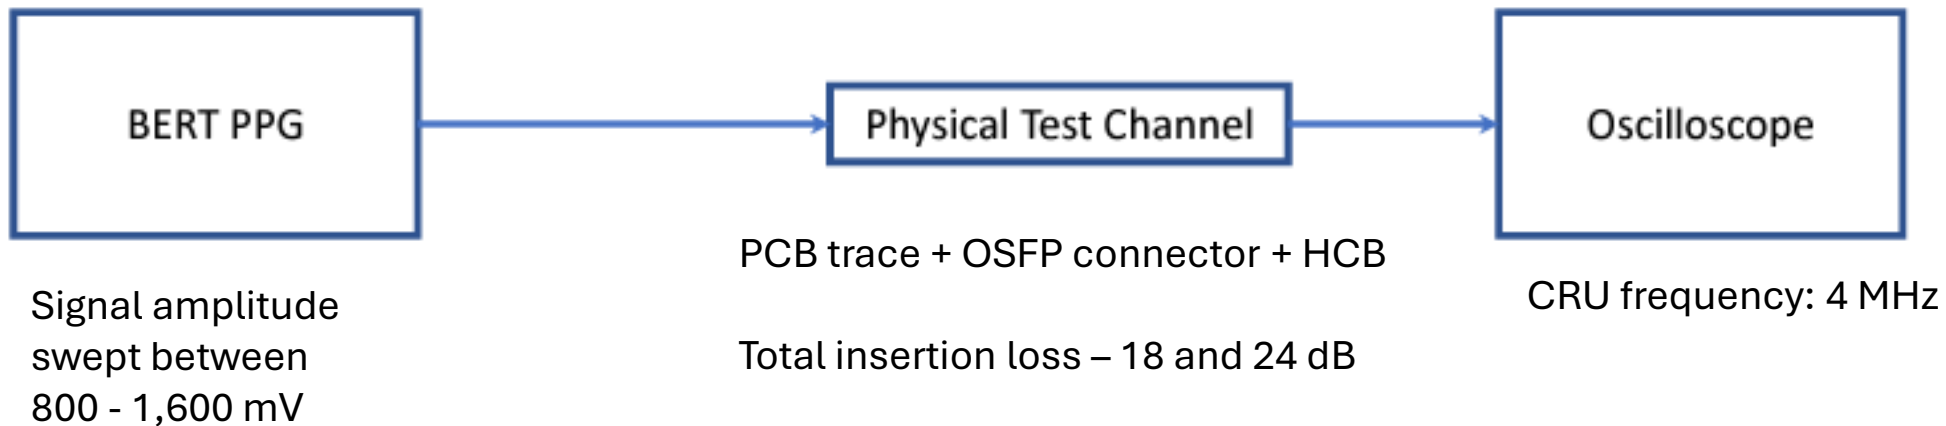 BERT PPG
Physical Test Channel
Oscilloscope
Signal amplitude
swept between
800 - 1,600 mV
PCB trace + OSFP connector + HCB
Total insertion loss – 18 and 24 dB
CRU frequency: 4 MHz